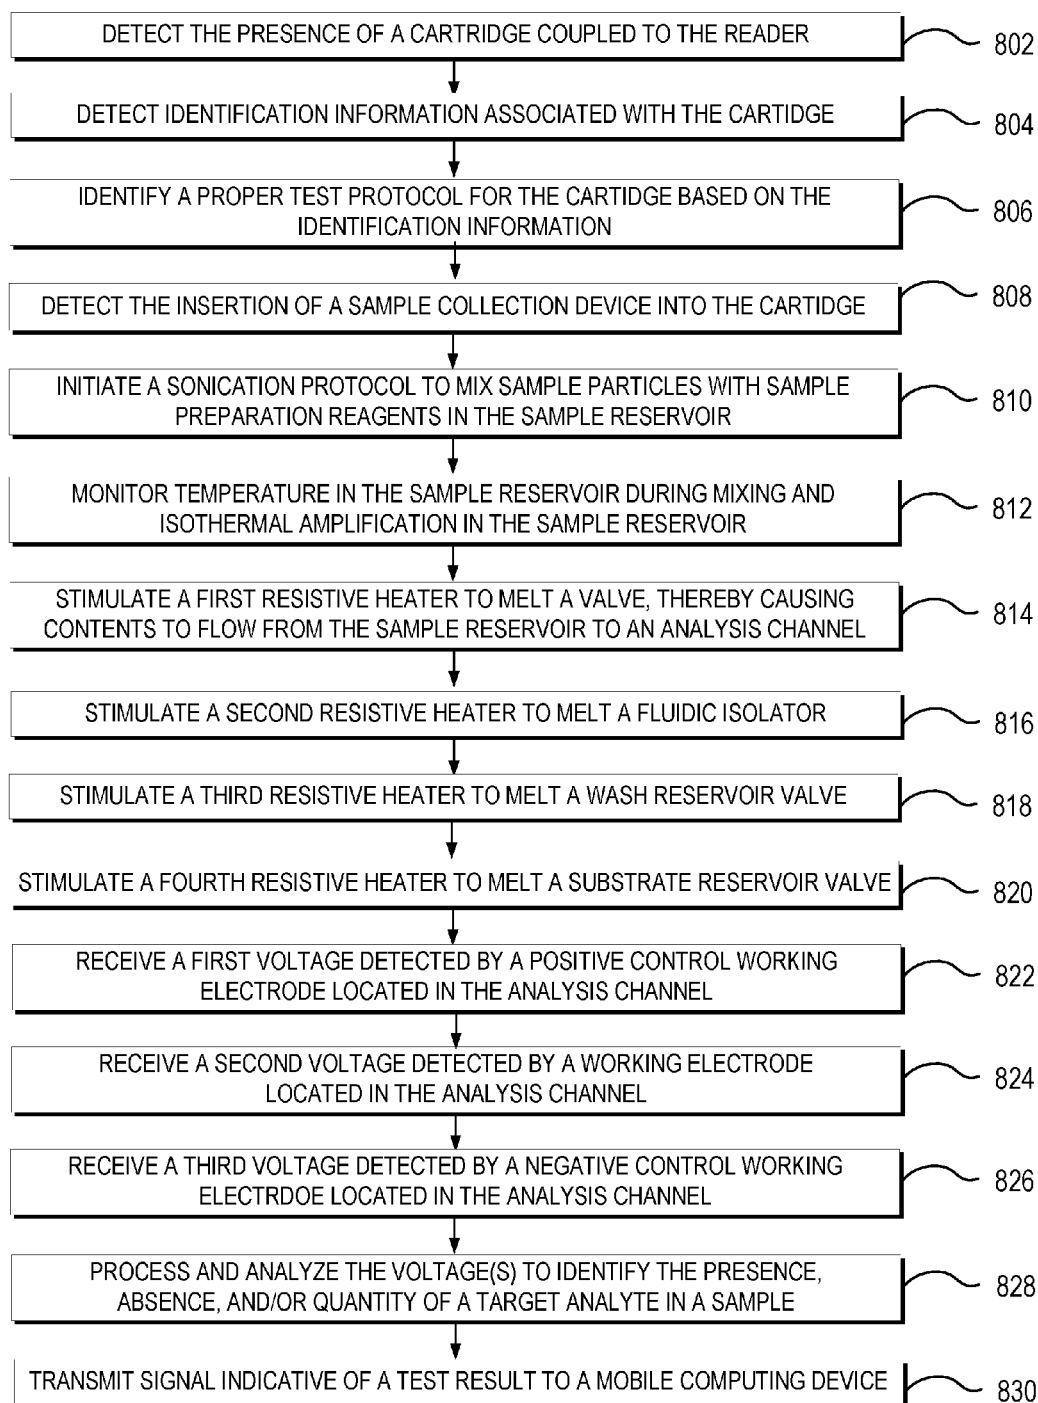 DETECT THE PRESENCE OF A CARTRIDGE COUPLED TO THE READER
802
DETECT IDENTIFICATION INFORMATION ASSOCIATED WITH THE CARTIDGE
804
IDENTIFY A PROPER TEST PROTOCOL FOR THE CARTIDGE BASED ON THE
IDENTIFICATION INFORMATION
806
DETECT THE INSERTION OF A SAMPLE COLLECTION DEVICE INTO THE CARTIDGE
808
INITIATE A SONICATION PROTOCOL TO MIX SAMPLE PARTICLES WITH SAMPLE
PREPARATION REAGENTS IN THE SAMPLE RESERVOIR
810
MONITOR TEMPERATURE IN THE SAMPLE RESERVOIR DURING MIXING AND
ISOTHERMAL AMPLIFICATION IN THE SAMPLE RESERVOIR
812
STIMULATE A FIRST RESISTIVE HEATER TO MELT A VALVE, THEREBY CAUSING
CONTENTS TO FLOW FROM THE SAMPLE RESERVOIR TO AN ANALYSIS CHANNEL
814
STIMULATE A SECOND RESISTIVE HEATER TO MELT A FLUIDIC ISOLATOR
816
STIMULATE A THIRD RESISTIVE HEATER TO MELT A WASH RESERVOIR VALVE
818
STIMULATE A FOURTH RESISTIVE HEATER TO MELT A SUBSTRATE RESERVOIR VALVE
820
RECEIVE A FIRST VOLTAGE DETECTED BY A POSITIVE CONTROL WORKING
ELECTRODE LOCATED IN THE ANALYSIS CHANNEL
822
RECEIVE A SECOND VOLTAGE DETECTED BY A WORKING ELECTRODE
LOCATED IN THE ANALYSIS CHANNEL
824
RECEIVE A THIRD VOLTAGE DETECTED BY A NEGATIVE CONTROL WORKING
ELECTRDOE LOCATED IN THE ANALYSIS CHANNEL
826
PROCESS AND ANALYZE THE VOLTAGE(S) TO IDENTIFY THE PRESENCE,
ABSENCE, AND/OR QUANTITY OF A TARGET ANALYTE IN A SAMPLE
828
TRANSMIT SIGNAL INDICATIVE OF A TEST RESULT TO A MOBILE COMPUTING DEVICE
830